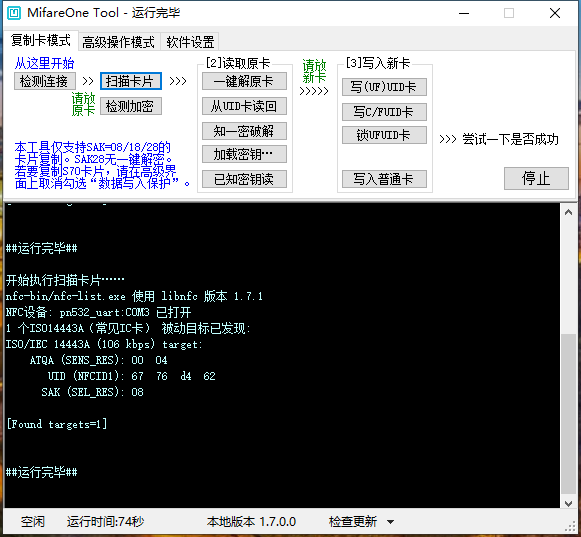 MifareOne Tool - 运行完毕
复制卡模式 高级操作模式 软件设置
从这里开始
检测连接 >> 扫描卡片 >>>
请放
原卡
检测加密
本工具仅支持SAK=08/18/28的
卡片复制。SAK28无一键解密。
若要复制S70卡片，请在高级界
面上取消勾选“数据写入保护”。
[2]读取原卡
一键解原卡
从UID卡读回
知一密破解
加载密钥…
已知密钥读
请放
新卡
>>>>>
[3]写入新卡
写(UF)UID卡
写C/FUID卡
锁UFUID卡
写入普通卡
>>> 尝试一下是否成功
停止
##运行完毕##
开始执行扫描卡片……
nfc-bin/nfc-list.exe 使用 libnfc 版本 1.7.1
NFC设备: pn532_uart:COM3 已打开
1 个ISO14443A（常见IC卡） 被动目标已发现:
ISO/IEC 14443A (106 kbps) target:
ATQA (SENS_RES): 00 04
UID (NFCID1): 67 76 d4 62
SAK (SEL_RES): 08
[Found targets=1]
##运行完毕##
空闲 运行时间:74秒 本地版本 1.7.0.0 检查更新